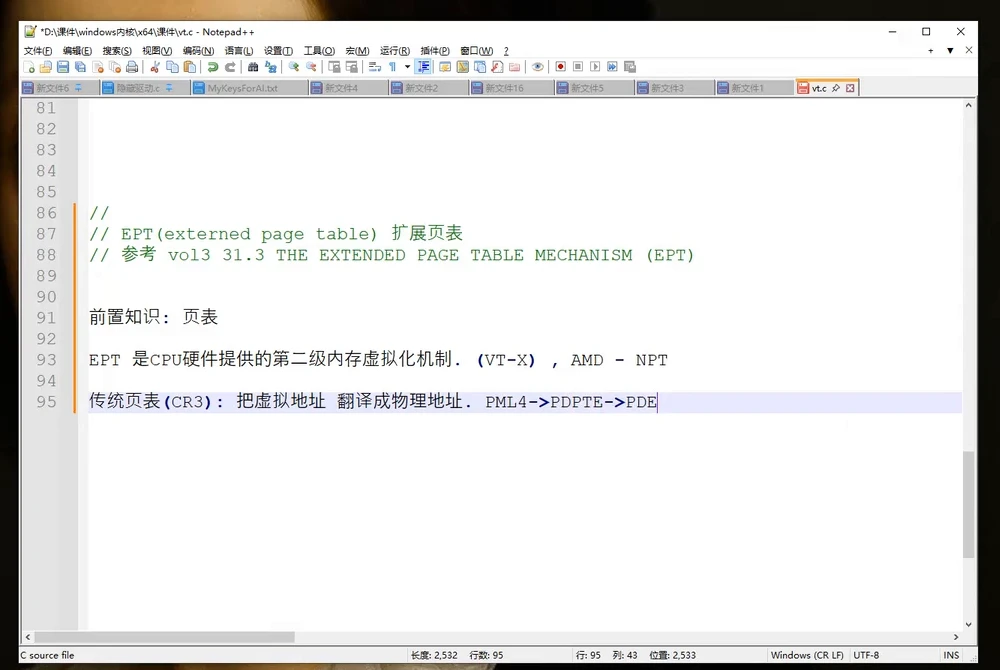 *D:\课件\windows内核\x64\课件\vt.c - Notepad++
文件(F) 编辑(E) 搜索(S) 视图(V) 编码(N) 语言(L) 设置(T) 工具(O) 宏(M) 运行(R) 插件(P) 窗口(W) ?
新文件6 隐藏驱动.c MyKeysForAI.txt 新文件4 新文件2 新文件16 新文件5 新文件3 新文件1 vt.c
81
82
83
84
85
86 //
87 // EPT(externed page table) 扩展页表
88 // 参考 vol3 31.3 THE EXTENDED PAGE TABLE MECHANISM (EPT)
89
90
91 前置知识: 页表
92
93 EPT 是CPU硬件提供的第二级内存虚拟化机制. (VT-X) , AMD - NPT
94
95 传统页表(CR3): 把虚拟地址 翻译成物理地址. PML4->PDPTE->PDE
C source file 长度: 2,532 行数: 95 行: 95 列: 43 位置: 2,533 Windows (CR LF) UTF-8 INS